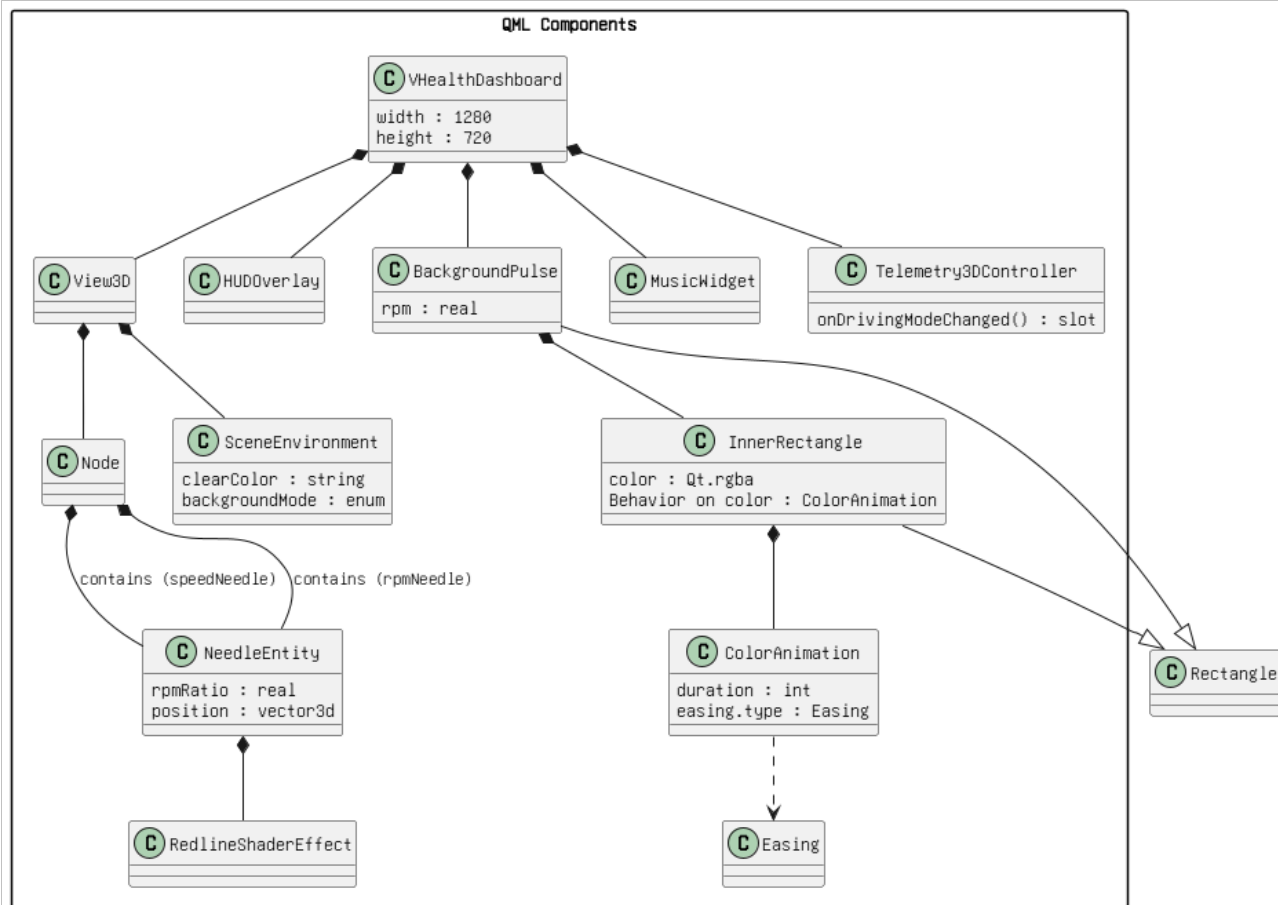 QML Components
C VHealthDashboard
width : 1280
height : 720
C View3D
C HUDOverlay
C BackgroundPulse
rpm : real
C MusicWidget
C Telemetry3DController
onDrivingModeChanged() : slot
C Node
C SceneEnvironment
clearColor : string
backgroundMode : enum
C InnerRectangle
color : Qt.rgba
Behavior on color : ColorAnimation
contains (speedNeedle)
contains (rpmNeedle)
C NeedleEntity
rpmRatio : real
position : vector3d
C ColorAnimation
duration : int
easing.type : Easing
C Rectangle
C RedlineShaderEffect
C Easing